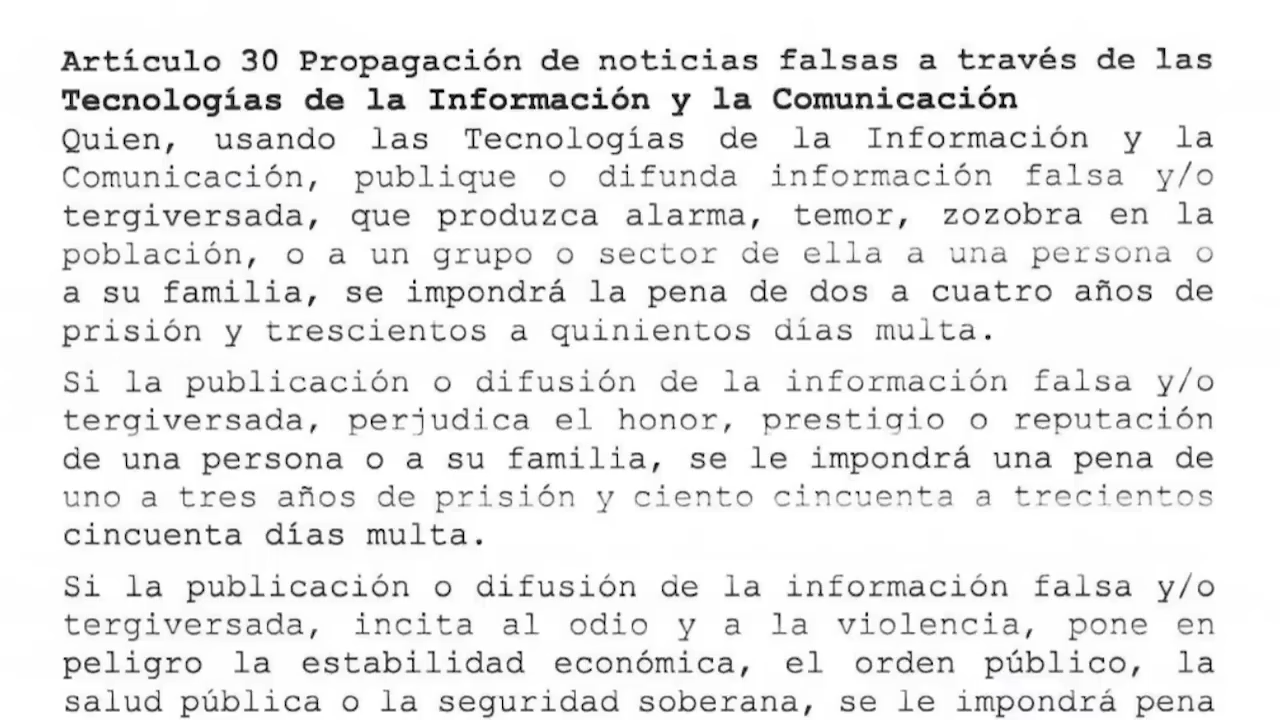 Artículo 30 Propagación de noticias falsas a través de las
Tecnologías de la Información y la Comunicación
Quien, usando las Tecnologías de la Información y la
Comunicación, publique o difunda información falsa y/o
tergiversada, que produzca alarma, temor, zozobra en la
población, o a un grupo o sector de ella a una persona o
a su familia, se impondrá la pena de dos a cuatro años de
prisión y trescientos a quinientos días multa.
Si la publicación o difusión de la información falsa y/o
tergiversada, perjudica el honor, prestigio o reputación
de una persona o a su familia, se le impondrá una pena de
uno a tres años de prisión y ciento cincuenta a trecientos
cincuenta días multa.
Si la publicación o difusión de la información falsa y/o
tergiversada, incita al odio y a la violencia, pone en
peligro la estabilidad económica, el orden público, la
salud pública o la seguridad soberana, se le impondrá pena